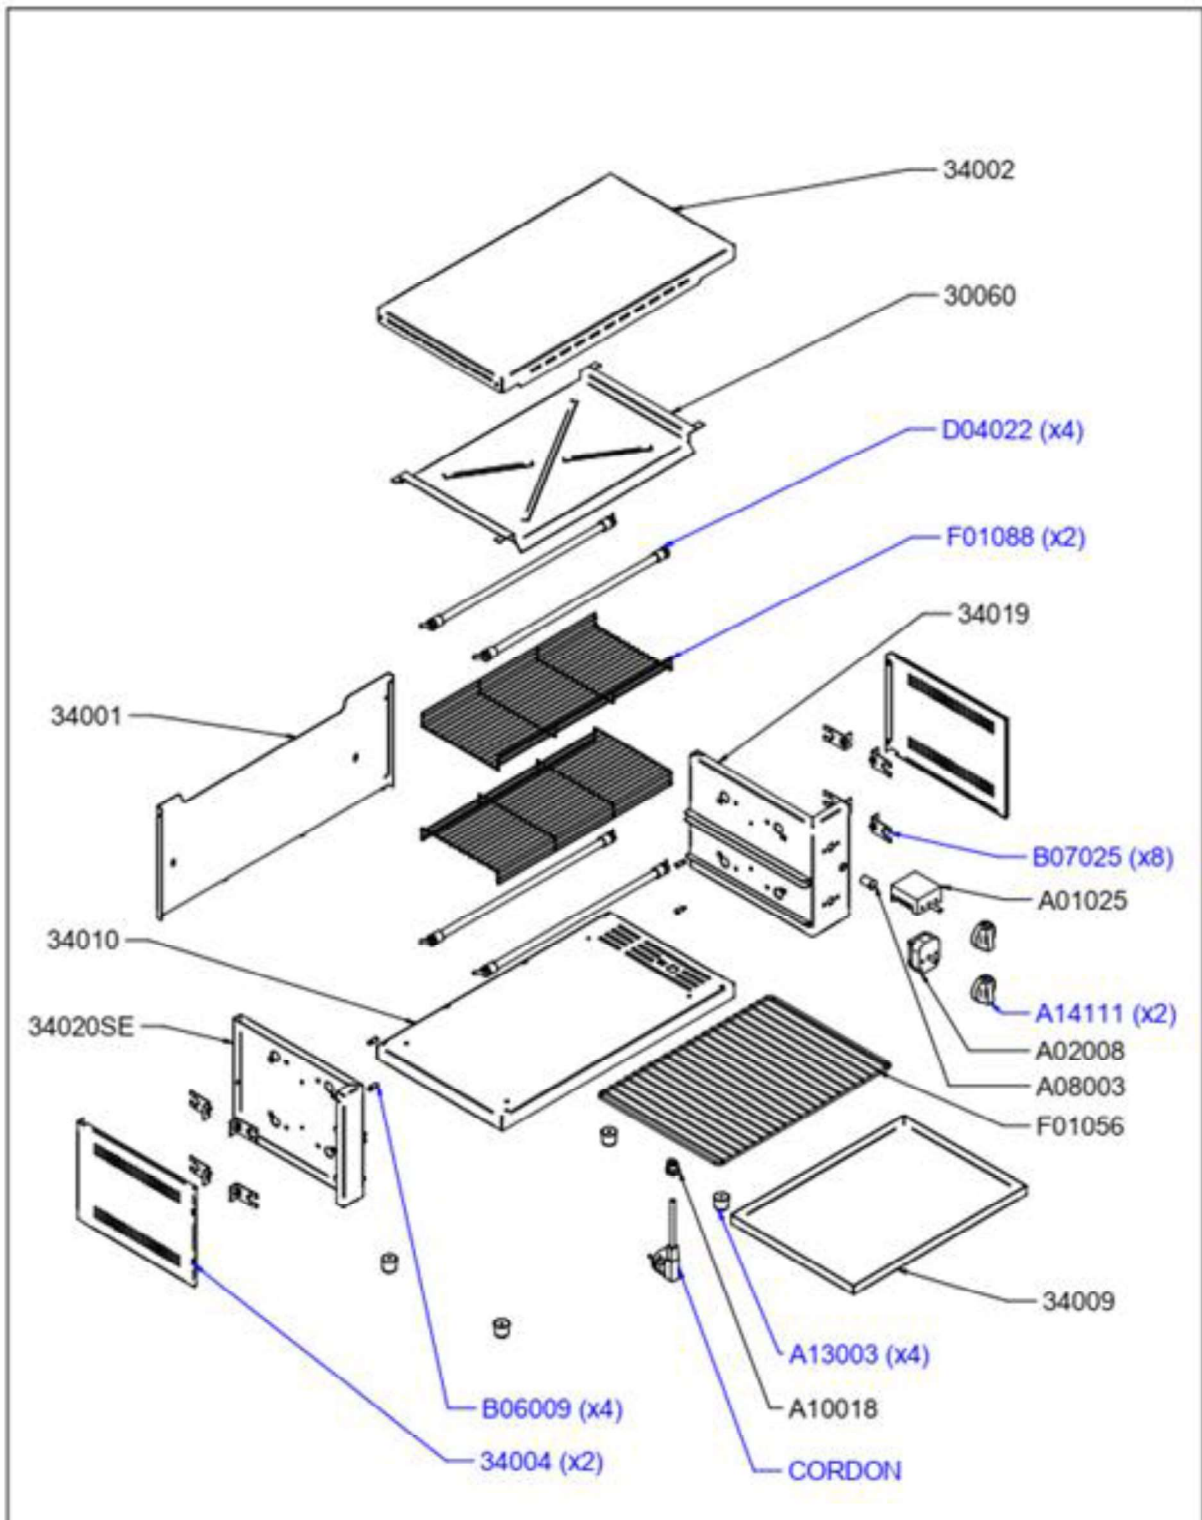 34002
30060
D04022 (x4)
F01088 (x2)
34019
34001
B07025 (x8)
A01025
34010
A14111 (x2)
34020SE
A02008
A08003
F01056
34009
A13003 (x4)
B06009 (x4)
A10018
34004 (x2)
CORDON